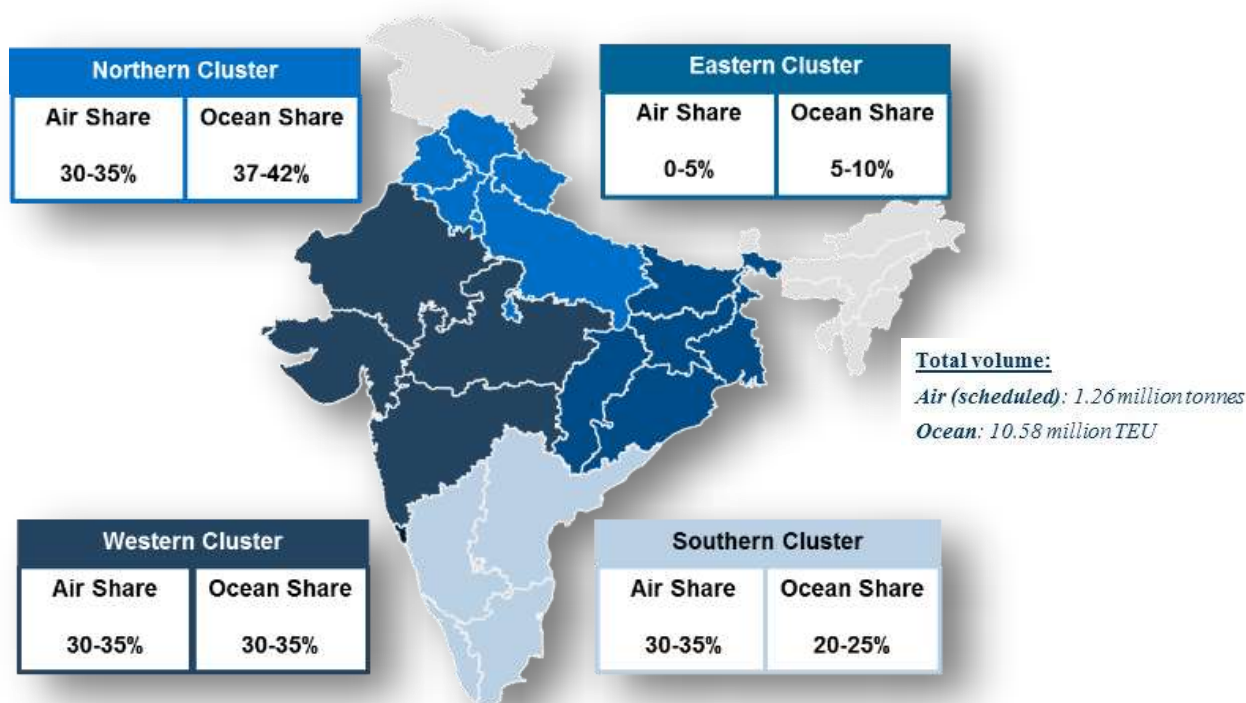 Northern Cluster
Air Share
Ocean Share
30-35%
37-42%
Eastern Cluster
Air Share
Ocean Share
0-5%
5-10%
Total volume:
Air (scheduled): 1.26 million tonnes
Ocean: 10.58 million TEU
Western Cluster
Air Share
Ocean Share
30-35%
30-35%
Southern Cluster
Air Share
Ocean Share
30-35%
20-25%